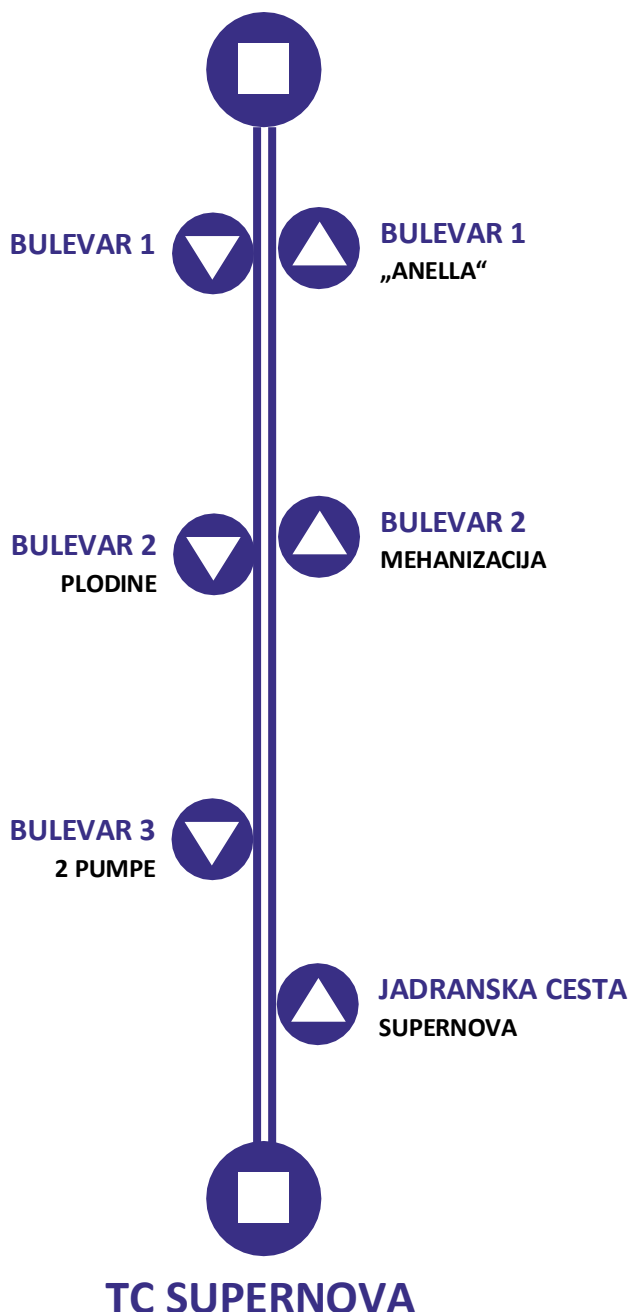 BULEVAR 1
BULEVAR 1
„ANELLA“
BULEVAR 2
PLODINE
BULEVAR 2
MEHANIZACIJA
BULEVAR 3
2 PUMPE
JADRANSKA CESTA
SUPERNOVA
TC SUPERNOVA